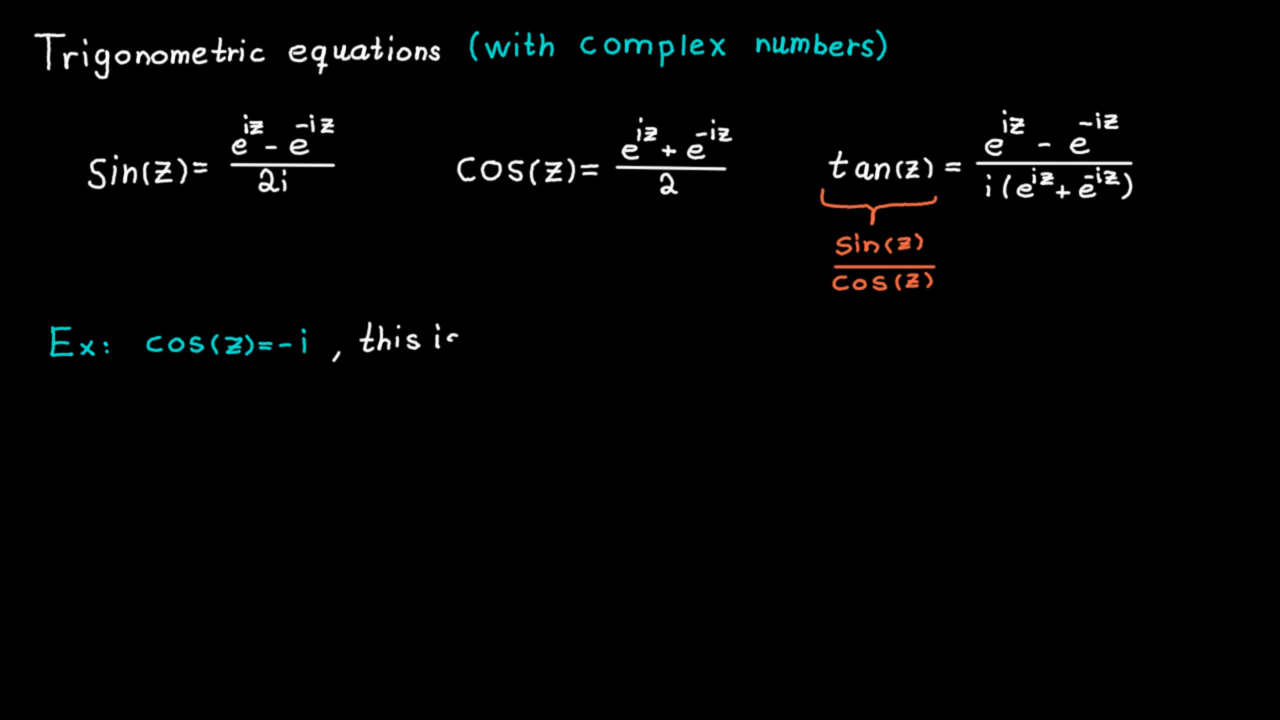 Trigonometric equations (with complex numbers)
Sin(z)= e^iz - e^-iz / 2i    cos(z)= e^iz + e^-iz / 2    tan(z) = e^iz - e^-iz / i(e^iz + e^-iz)
sin(z) / cos(z)
Ex: cos(z)=-i , this